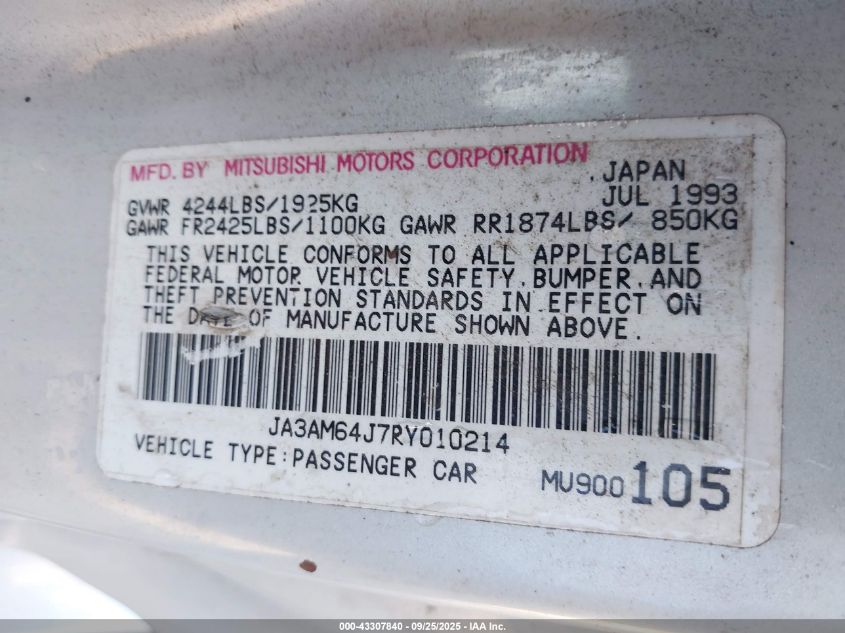 MFD. BY MITSUBISHI MOTORS CORPORATION
JAPAN
GVWR 4244LBS/1925KG JUL 1993
GAWR FR2425LBS/1100KG GAWR RR1874LBS/ 850KG
THIS VEHICLE CONFORMS TO ALL APPLICABLE
FEDERAL MOTOR VEHICLE SAFETY, BUMPER, AND
THEFT PREVENTION STANDARDS IN EFFECT ON
THE DATE OF MANUFACTURE SHOWN ABOVE.
JA3AM64J7RY010214
VEHICLE TYPE:PASSENGER CAR MU900105
000-43307840 - 09/25/2025 - IAA Inc.